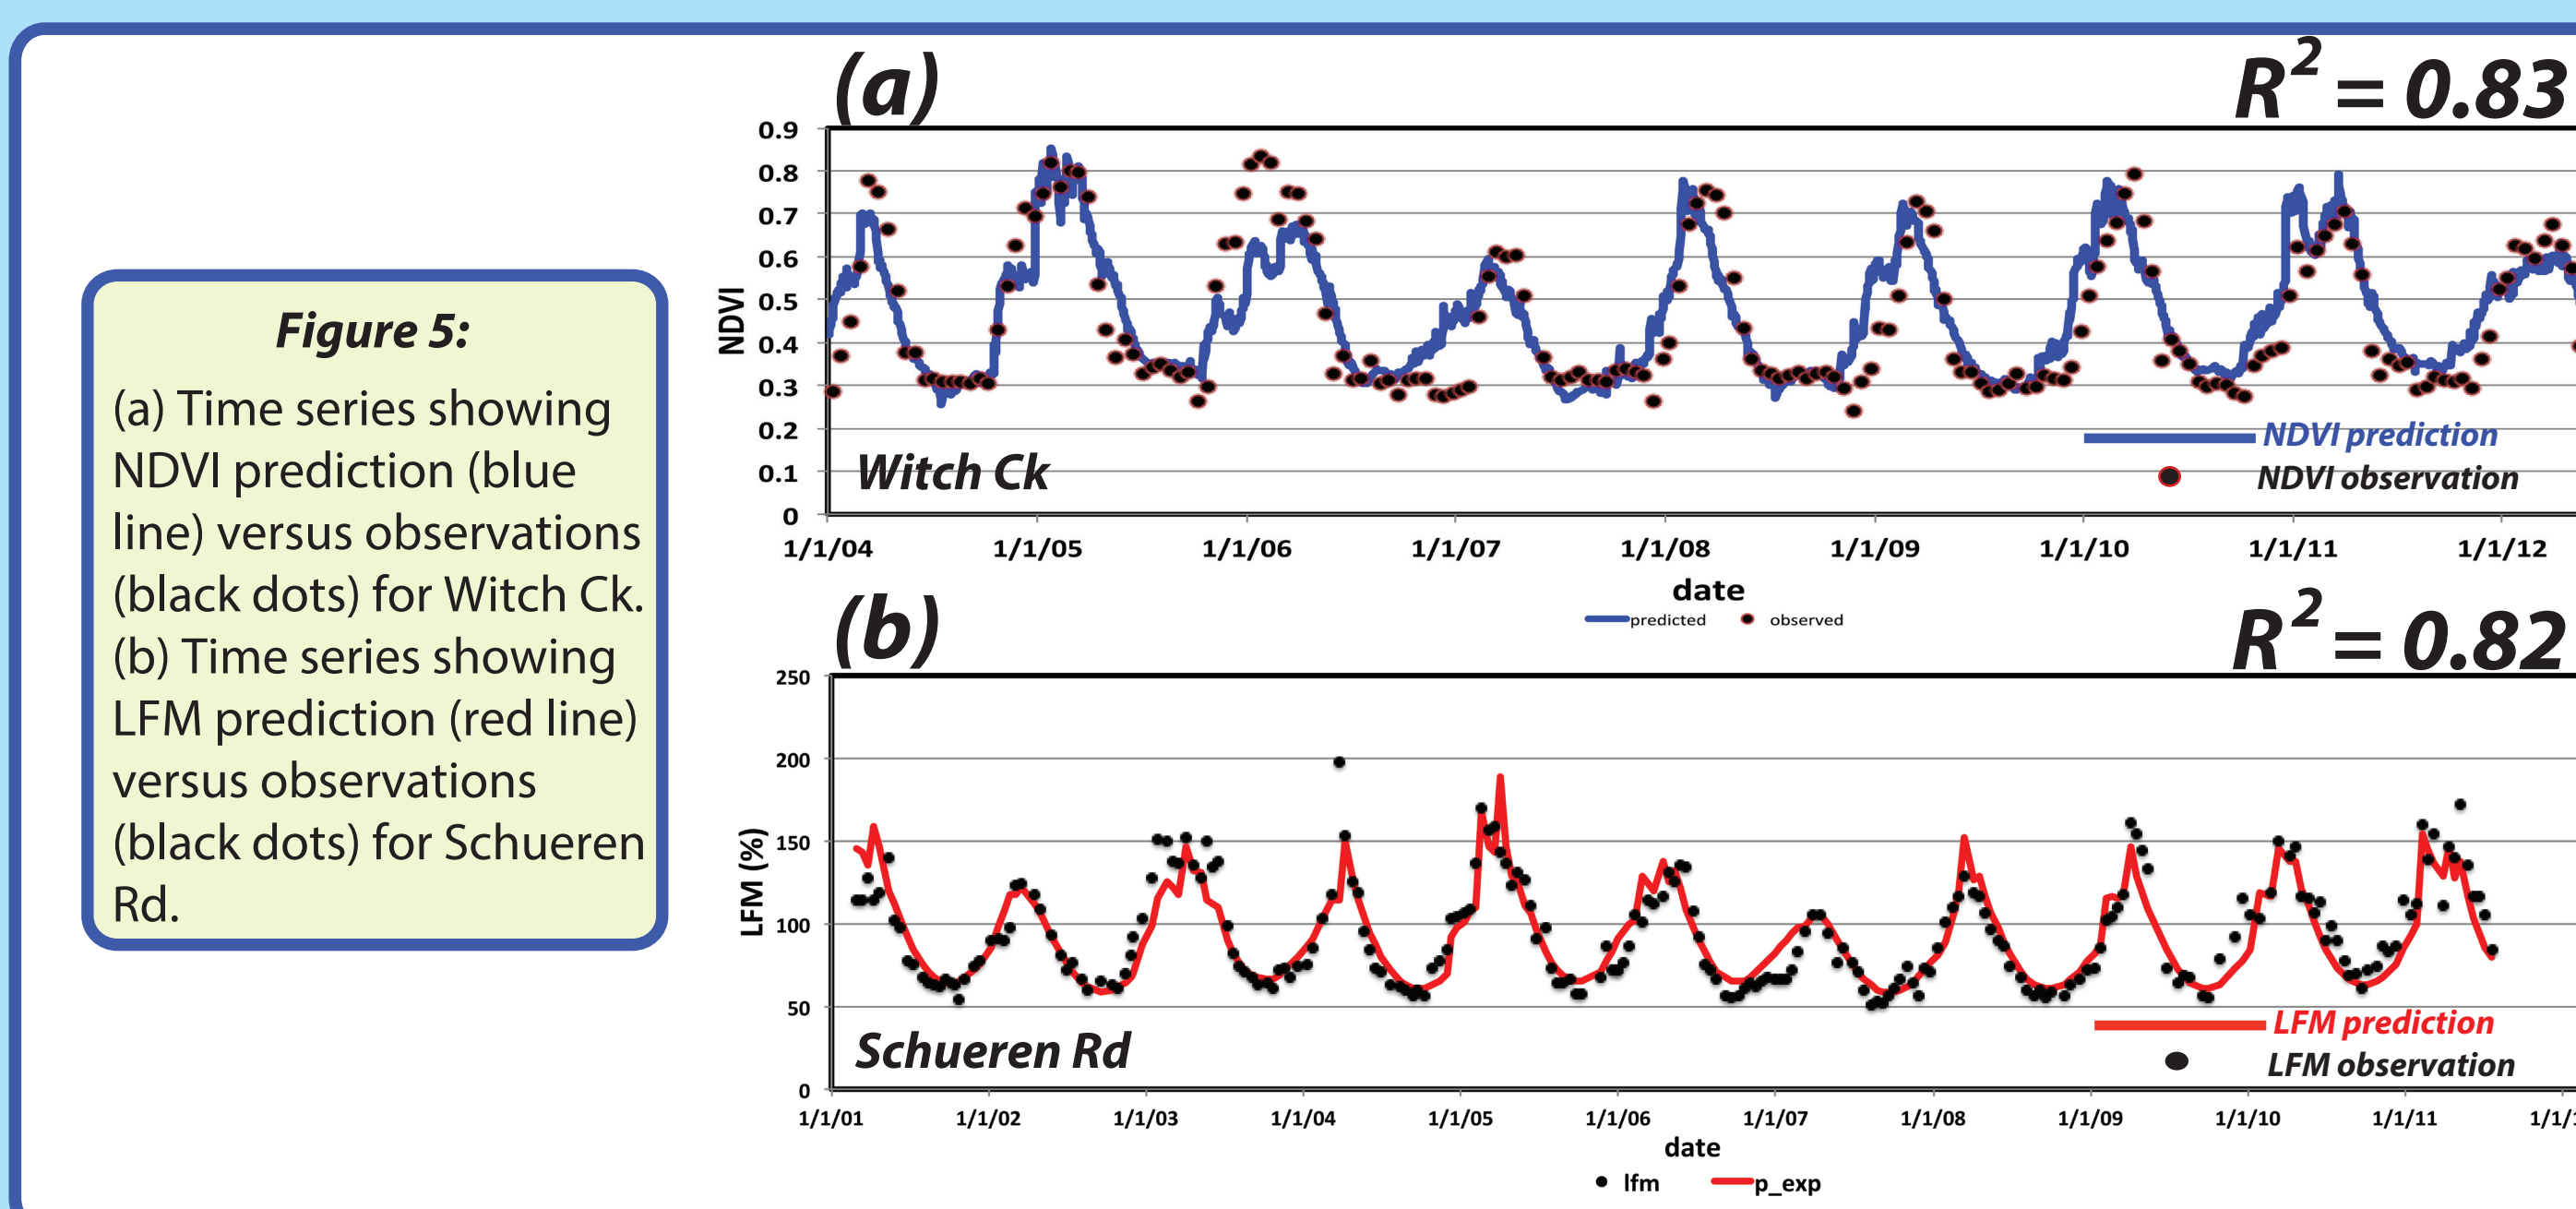 Figure 5:
(a) Time series showing
NDVI prediction (blue
line) versus observations
(black dots) for Witch Ck.
(b) Time series showing
LFM prediction (red line)
versus observations
(black dots) for Schueren
Rd.
(a)
R² = 0.83
0.9
0.8
0.7
0.6
0.5
0.4
0.3
0.2
0.1
0
NDVI
Witch Ck
NDVI prediction
NDVI observation
1/1/04 1/1/05 1/1/06 1/1/07 1/1/08 1/1/09 1/1/10 1/1/11 1/1/12
date
predicted observed
(b)
R² = 0.82
250
200
150
100
50
0
LFM (%)
Schueren Rd
LFM prediction
LFM observation
1/1/01 1/1/02 1/1/03 1/1/04 1/1/05 1/1/06 1/1/07 1/1/08 1/1/09 1/1/10 1/1/11
date
lfm p_exp